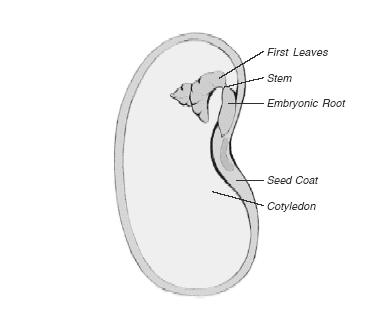 First Leaves
Stem
Embryonic Root
Seed Coat
Cotyledon